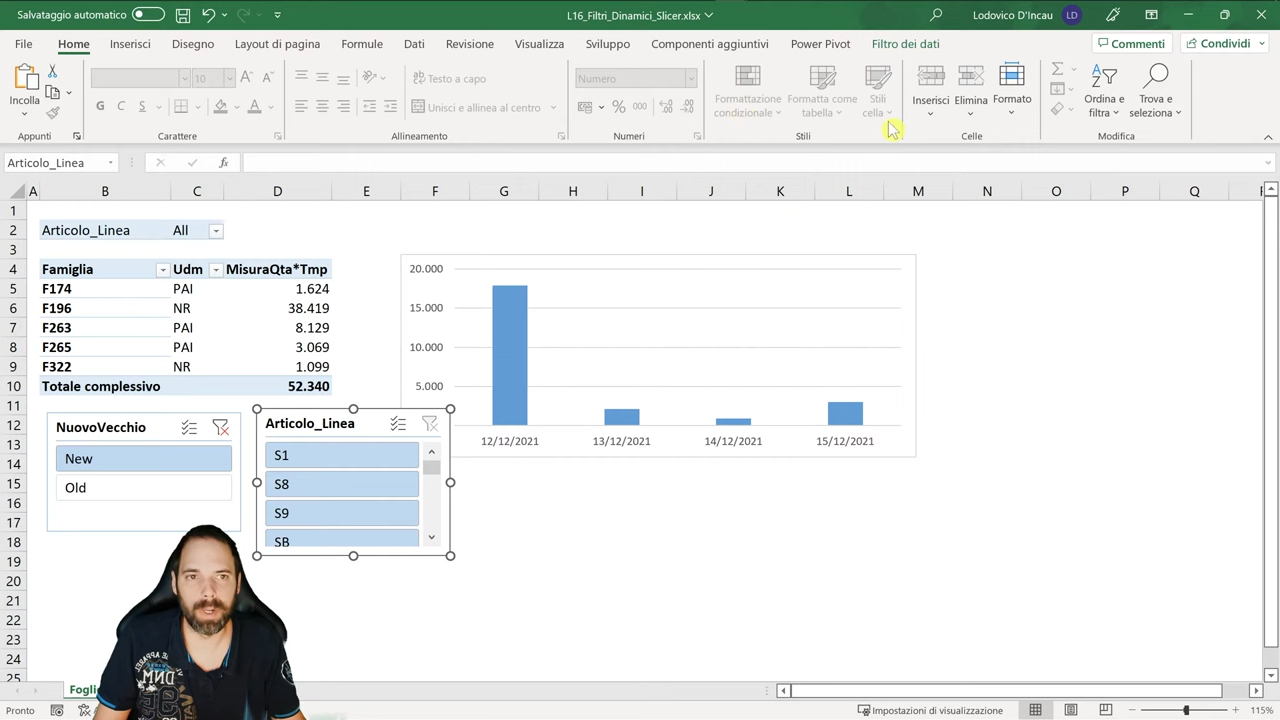 Salvataggio automatico
L16_Filtri_Dinamici_Slicer.xlsx
Lodovico D'Incau LD
File Home Inserisci Disegno Layout di pagina Formule Dati Revisione Visualizza Sviluppo Componenti aggiuntivi Power Pivot Filtro dei dati Commenti Condividi
Incolla
10
G C S A
Testo a capo
Unisci e allinea al centro
Numero
% 000
Formattazione condizionale
Formatta come tabella
Stili cella
Inserisci Elimina Formato
Ordina e filtra
Trova e seleziona
Appunti Carattere Allineamento Numeri Stili Celle Modifica
Articolo_Linea fx
A B C D E F G H I J K L M N O P Q R
1
2 Articolo_Linea All
3
4 Famiglia Udm MisuraQta*Tmp
5 F174 PAI 1.624
6 F196 NR 38.419
7 F263 PAI 8.129
8 F265 PAI 3.069
9 F322 NR 1.099
10 Totale complessivo 52.340
11
12
13
14
15
16
17
18
19
20
21
22
23
24
25
20.000
15.000
10.000
5.000
12/12/2021 13/12/2021 14/12/2021 15/12/2021
NuovoVecchio
New
Old
Articolo_Linea
S1
S8
S9
SB
Foglio
Pronto
Impostazioni di visualizzazione
115%